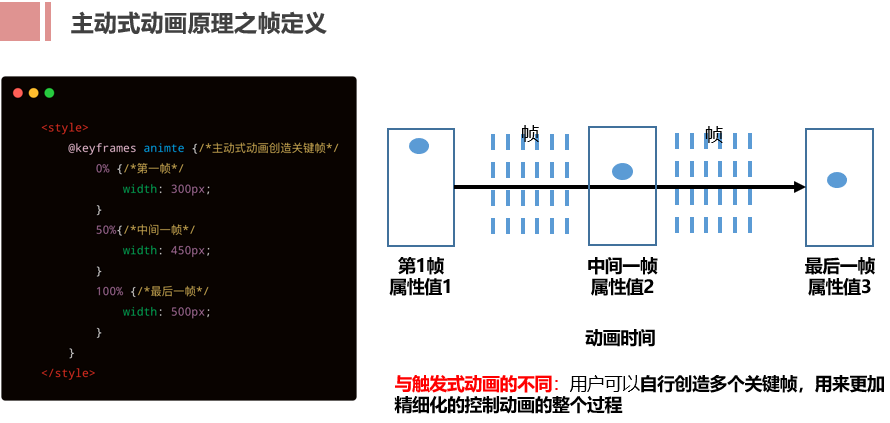 主动式动画原理之帧定义
<style>
@keyframes animte {/*主动式动画创造关键帧*/
0% {/*第一帧*/
width: 300px;
}
50%{/*中间一帧*/
width: 450px;
}
100% {/*最后一帧*/
width: 500px;
}
}
</style>
帧
帧
第1帧
属性值1
中间一帧
属性值2
最后一帧
属性值3
动画时间
与触发式动画的不同：用户可以自行创造多个关键帧，用来更加
精细化的控制动画的整个过程